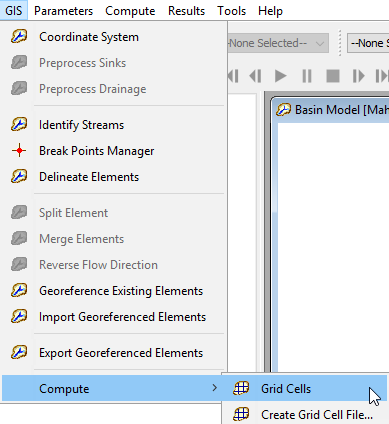 GIS Parameters Compute Results Tools Help
Coordinate System
--None Selected--
--None S
Preprocess Sinks
Preprocess Drainage
Basin Model [Mah
Identify Streams
Break Points Manager
Delineate Elements
Split Element
Merge Elements
Reverse Flow Direction
Georeference Existing Elements
Import Georeferenced Elements
Export Georeferenced Elements
Compute
Grid Cells
Create Grid Cell File...